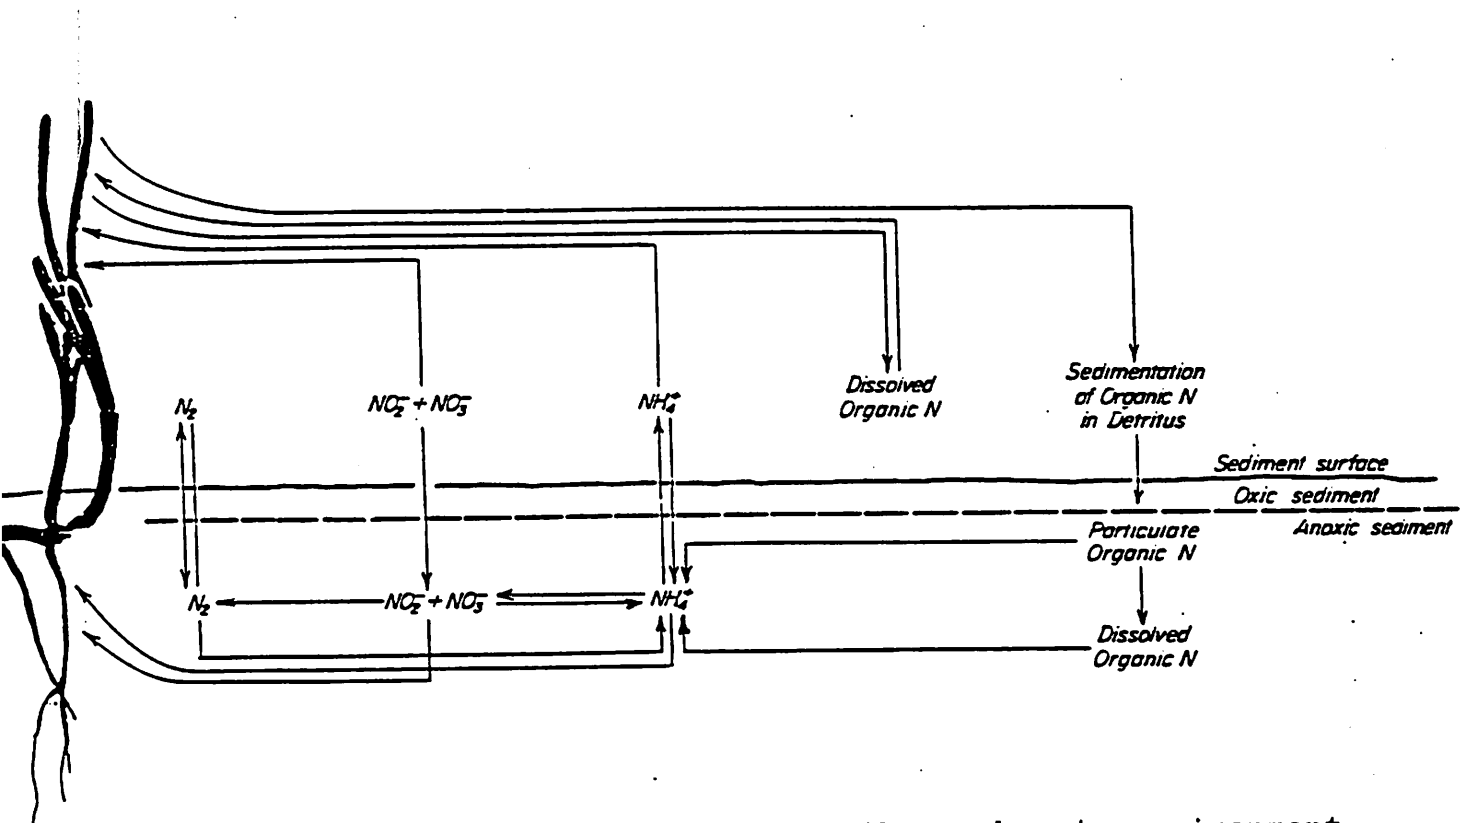 N₂
NO₂⁻ + NO₃⁻
NH₄⁺
Dissolved
Organic N
Sedimentation
of Organic N
in Detritus
Sediment surface
Oxic sediment
Anoxic sediment
Particulate
Organic N
N₂
NO₂⁻ + NO₃⁻
NH₄⁺
Dissolved
Organic N